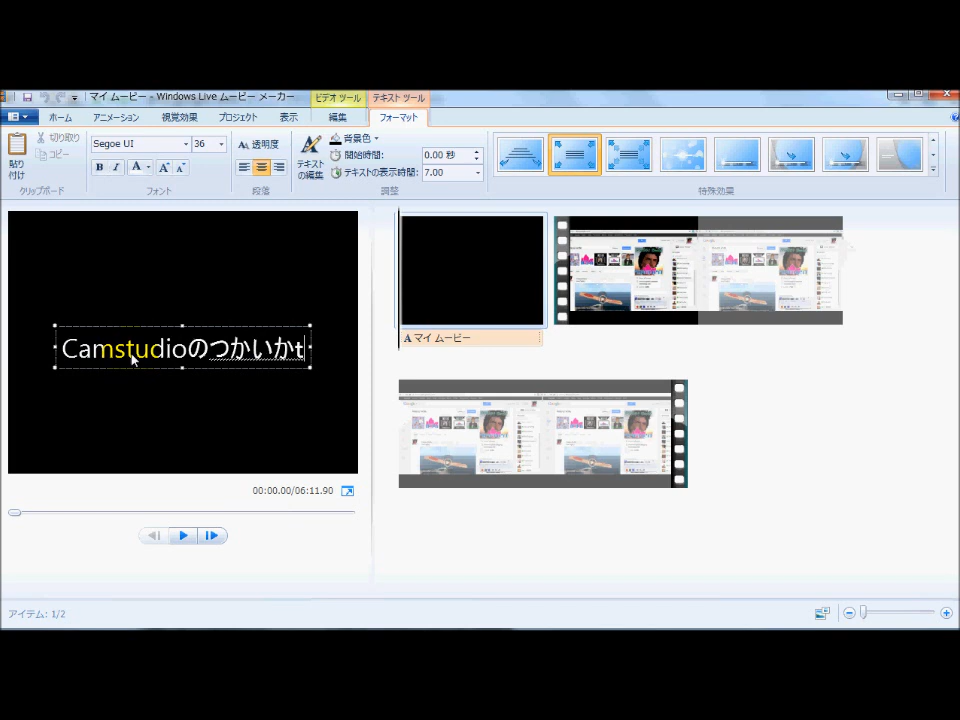 マイ ムービー - Windows Live ムービー メーカー
ビデオ ツール
テキスト ツール
ホーム
アニメーション
視覚効果
プロジェクト
表示
編集
フォーマット
貼り付け
切り取り
コピー
クリップボード
Segoe UI
36
B I A A A
フォント
透明度
段落
テキストの編集
背景色
開始時間: 0.00 秒
テキストの表示時間: 7.00
調整
特殊効果
Camstudioのつかいかt
A マイ ムービー
00:00.00/06:11.90
アイテム: 1/2